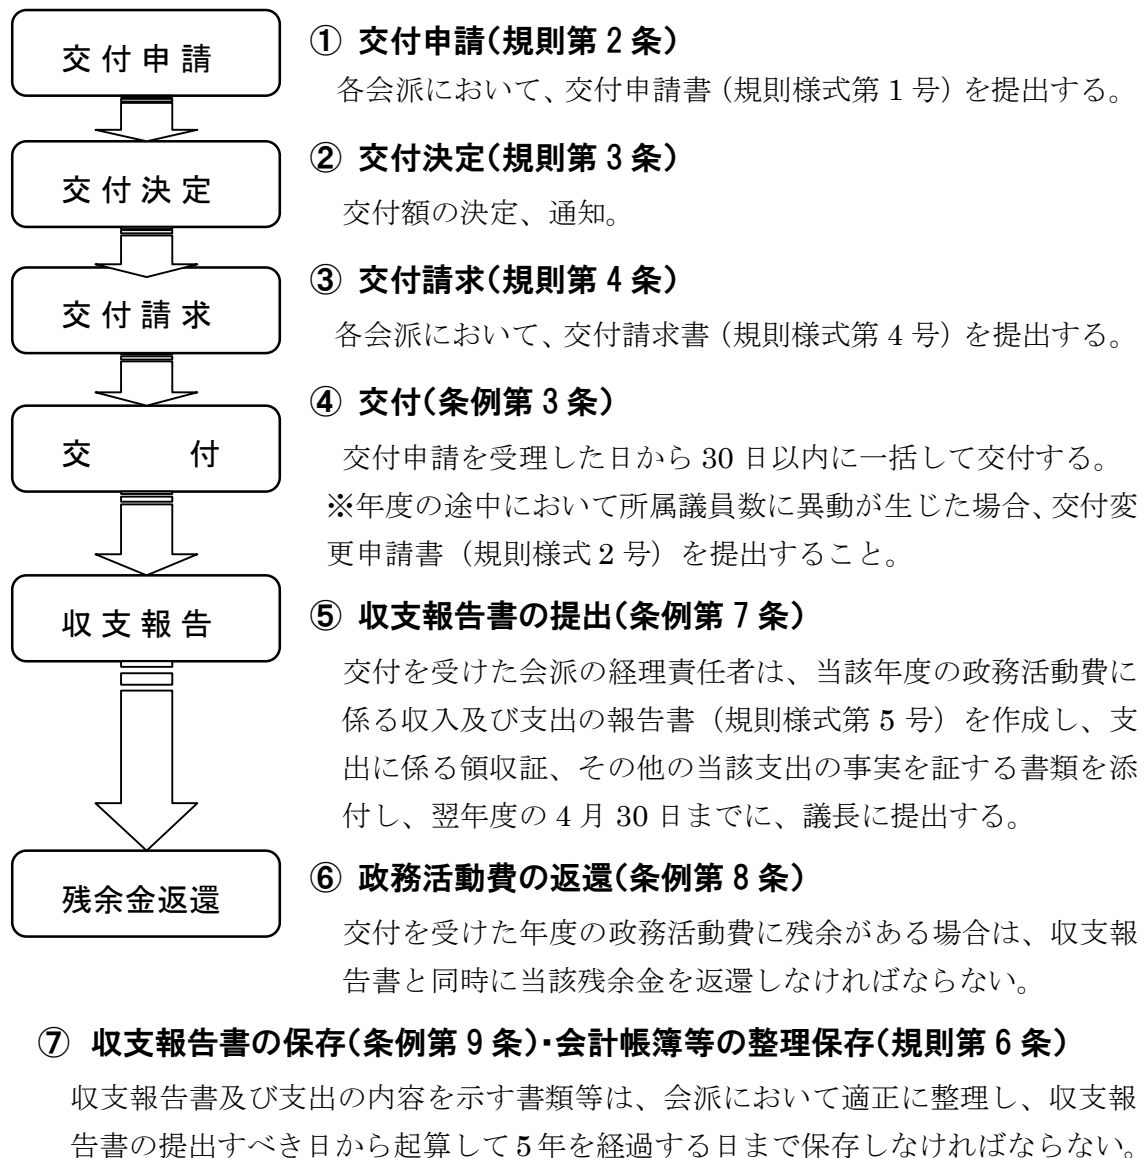 交付申請
① 交付申請(規則第2条)
各会派において、交付申請書(規則様式第1号)を提出する。
交付決定
② 交付決定(規則第3条)
交付額の決定、通知。
交付請求
③ 交付請求(規則第4条)
各会派において、交付請求書(規則様式第4号)を提出する。
交 付
④ 交付(条例第3条)
交付申請を受理した日から30日以内に一括して交付する。
※年度の途中において所属議員数に異動が生じた場合、交付変
更申請書(規則様式2号)を提出すること。
収支報告
⑤ 収支報告書の提出(条例第7条)
交付を受けた会派の経理責任者は、当該年度の政務活動費に
係る収入及び支出の報告書(規則様式第5号)を作成し、支
出に係る領収証、その他の当該支出の事実を証する書類を添
付し、翌年度の4月30日までに、議長に提出する。
残余金返還
⑥ 政務活動費の返還(条例第8条)
交付を受けた年度の政務活動費に残余がある場合は、収支報
告書と同時に当該残余金を返還しなければならない。
⑦ 収支報告書の保存(条例第9条)・会計帳簿等の整理保存(規則第6条)
収支報告書及び支出の内容を示す書類等は、会派において適正に整理し、収支報
告書の提出すべき日から起算して5年を経過する日まで保存しなければならない。